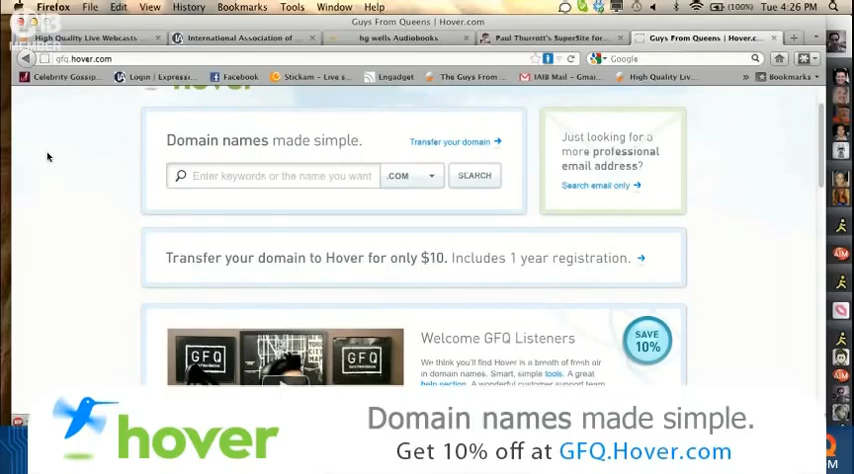 Firefox File Edit View History Bookmarks Tools Window Help (100%) Tue 4:26 PM
Guys From Queens | Hover.com
High Quality Live Webcasts ... International Association of ... hg wells Audiobooks Paul Thurrott's SuperSite for... Guys From Queens | Hover.c...
MEMBER
gfq.hover.com Google
Celebrity Gossip... Login | Expressi... Facebook Stickam - Live s... Engadget The Guys From... Gmail - IAIB Mail - Gmai... High Quality Liv... Bookmarks
hover
Domain names made simple.
Transfer your domain
Enter keywords or the name you want .COM SEARCH
Just looking for a
more professional
email address?
Search email only
Transfer your domain to Hover for only $10. Includes 1 year registration.
GFQ GFQ
Welcome GFQ Listeners
SAVE
10%
We think you'll find Hover is a breath of fresh air
in domain names. Smart, simple tools. A great
help section. A wonderful customer support team
hover
Domain names made simple.
Get 10% off at GFQ.Hover.com